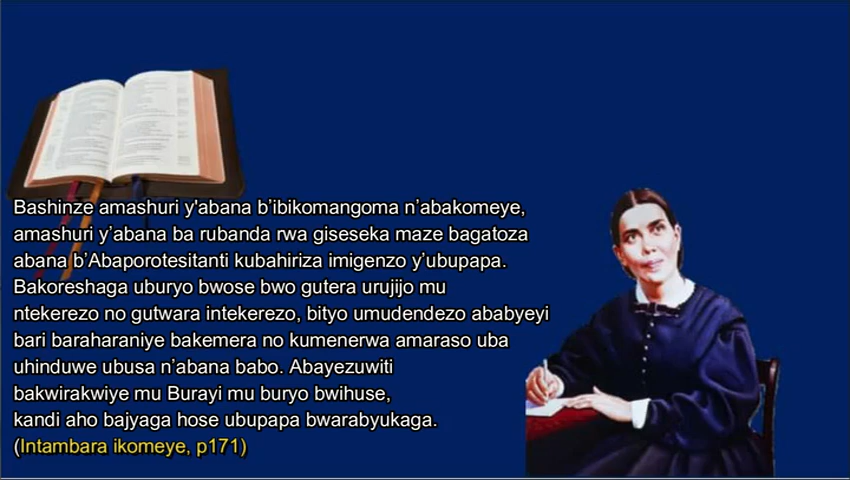 Bashinze amashuri y'abana b’ibikomangoma n’abakomeye,
amashuri y’abana ba rubanda rwa giseseka maze bagatoza
abana b’Abaporotesitanti kubahiriza imigenzo y’ubupapa.
Bakoreshaga uburyo bwose bwo gutera urujijo mu
ntekerezo no gutwara intekerezo, bityo umudendezo ababyeyi
bari baraharaniye bakemera no kumenerwa amaraso uba
uhinduwe ubusa n’abana babo. Abayezuwiti
bakwirakwiye mu Burayi mu buryo bwihuse,
kandi aho bajyaga hose ubupapa bwarabyukaga.
(Intambara ikomeye, p171)